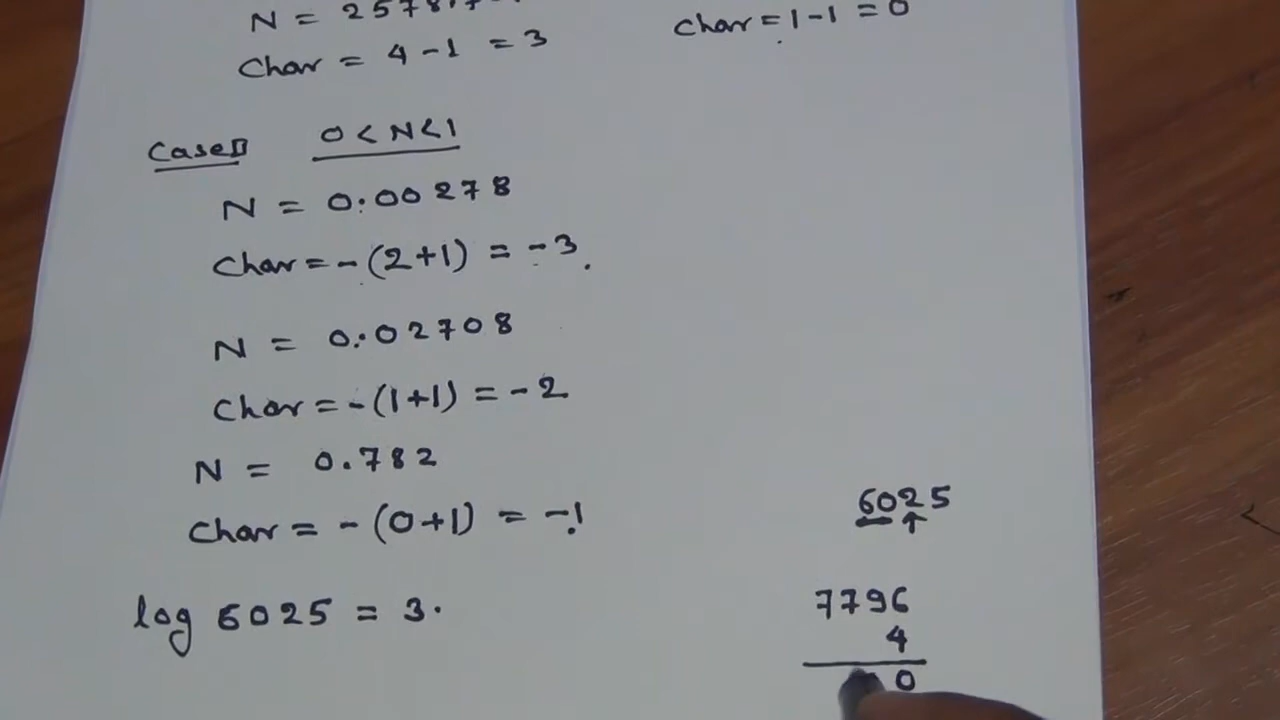 N =
Char = 4 - 1 = 3
Char = 1 - 1 = 0
Case II 0 < N < 1
N = 0.00278
Char = - (2+1) = -3.
N = 0.02708
Char = - (1+1) = -2
N = 0.782
Char = - (0+1) = -1
log 6025 = 3.
6025
↑
7796
4
0